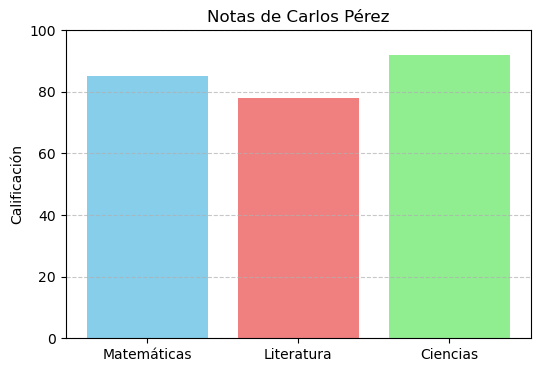 Notas de Carlos Pérez
Calificación
100
80
60
40
20
0
Matemáticas
Literatura
Ciencias